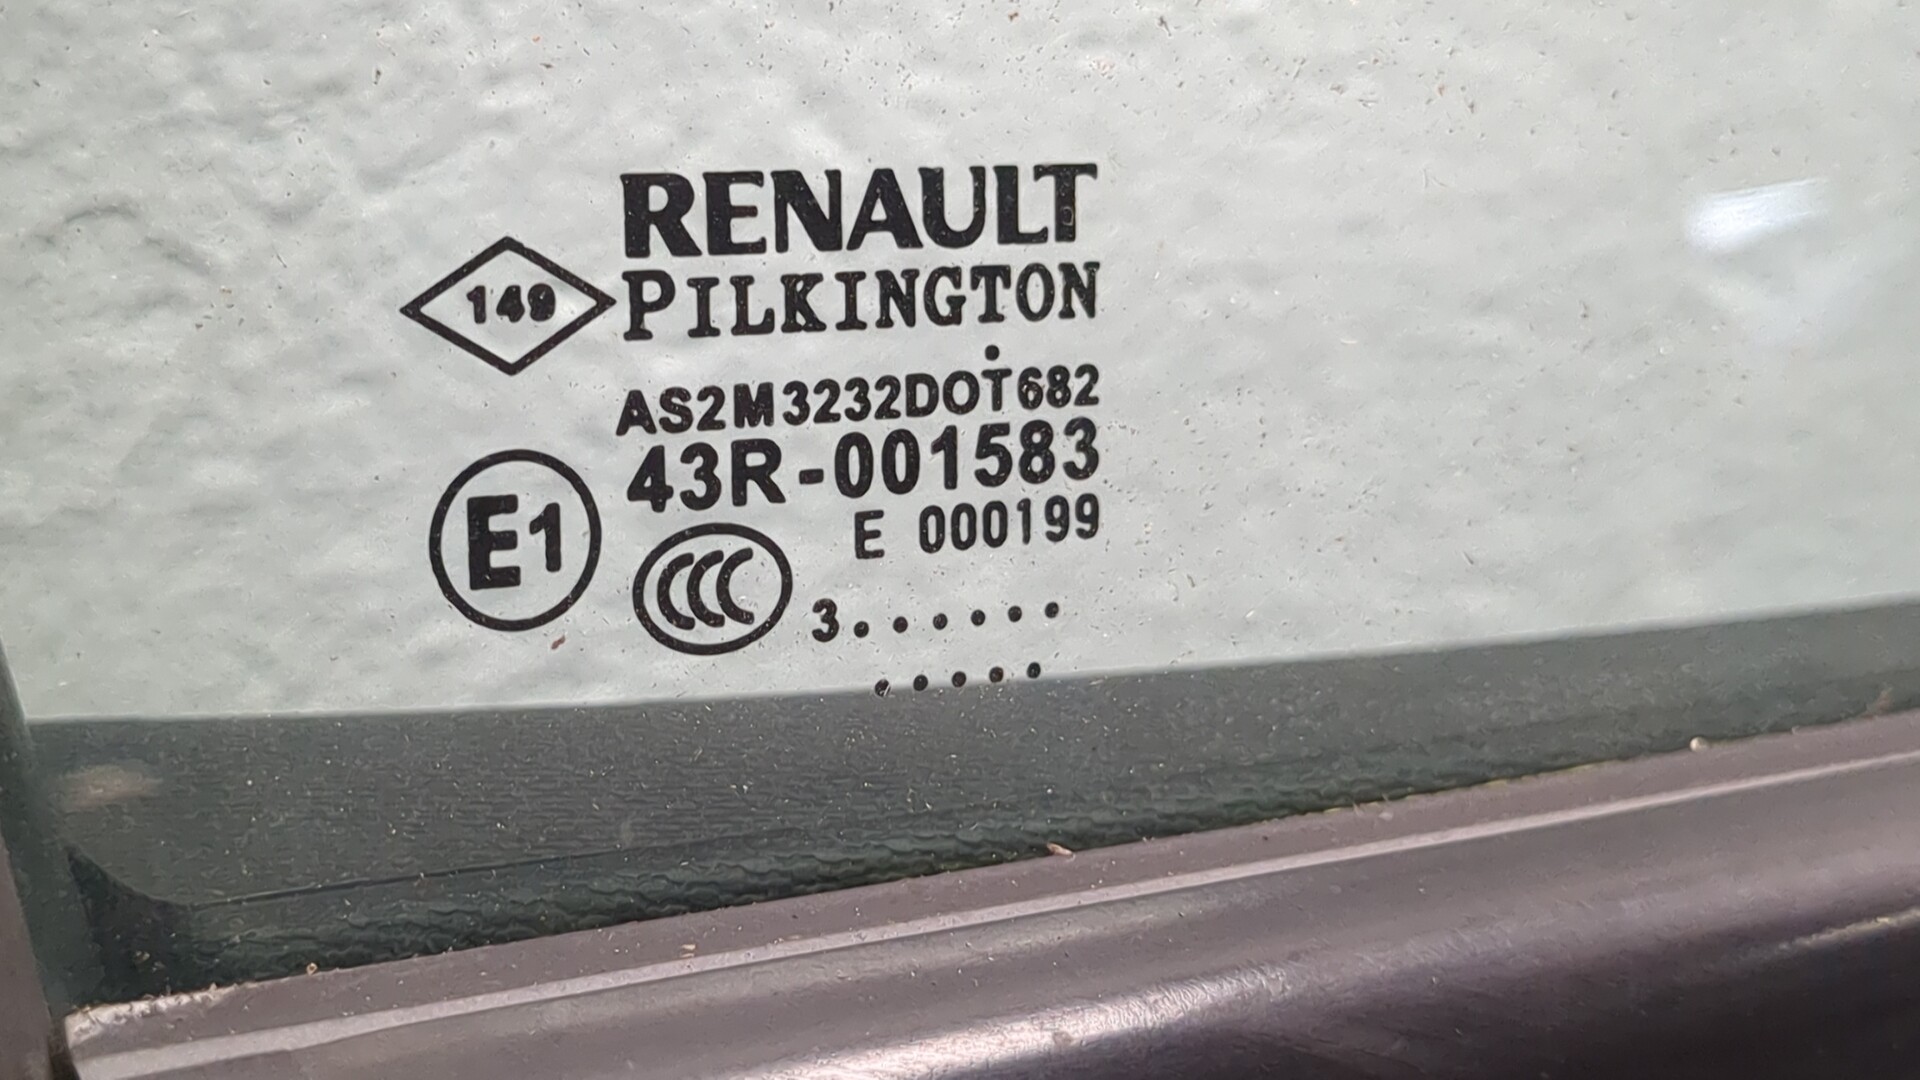 RENAULT
149 PILKINGTON
AS2M3232DOT682
43R-001583
E1
E 000199
CCC 3......
.....